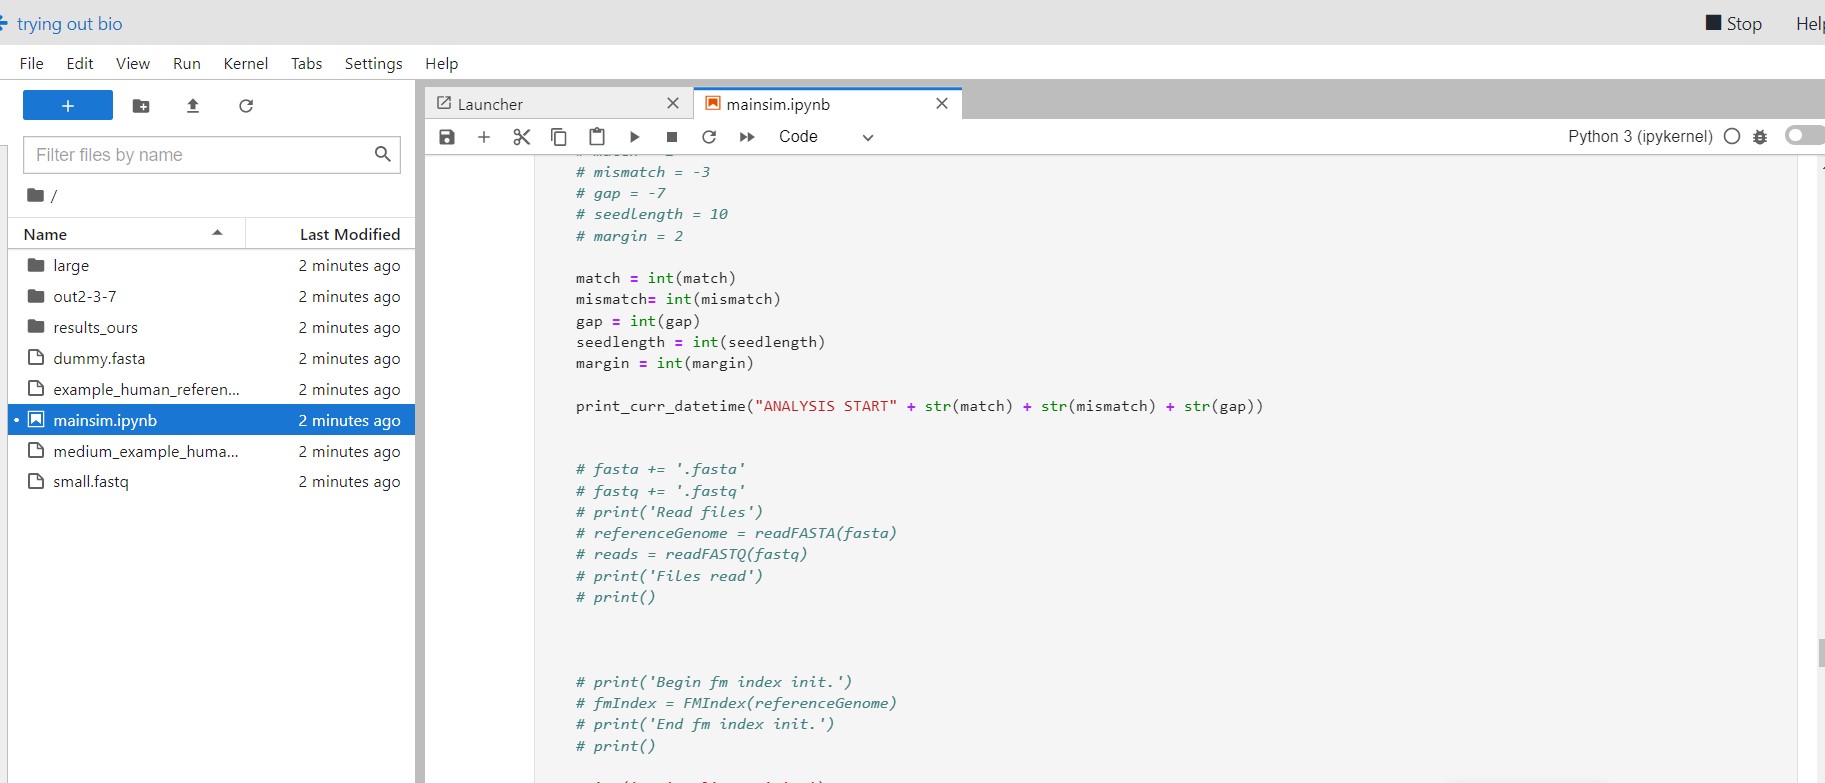 trying out bio
Stop
Help
File Edit View Run Kernel Tabs Settings Help
+
Launcher
mainsim.ipynb
Code
Python 3 (ipykernel)
Filter files by name
/
Name Last Modified
large 2 minutes ago
out2-3-7 2 minutes ago
results_ours 2 minutes ago
dummy.fasta 2 minutes ago
example_human_referen... 2 minutes ago
mainsim.ipynb 2 minutes ago
medium_example_huma... 2 minutes ago
small.fastq 2 minutes ago
# mismatch = -3
# gap = -7
# seedlength = 10
# margin = 2
match = int(match)
mismatch= int(mismatch)
gap = int(gap)
seedlength = int(seedlength)
margin = int(margin)
print_curr_datetime("ANALYSIS START" + str(match) + str(mismatch) + str(gap))
# fasta += '.fasta'
# fastq += '.fastq'
# print('Read files')
# referenceGenome = readFASTA(fasta)
# reads = readFASTQ(fastq)
# print('Files read')
# print()
# print('Begin fm index init.')
# fmIndex = FMIndex(referenceGenome)
# print('End fm index init.')
# print()